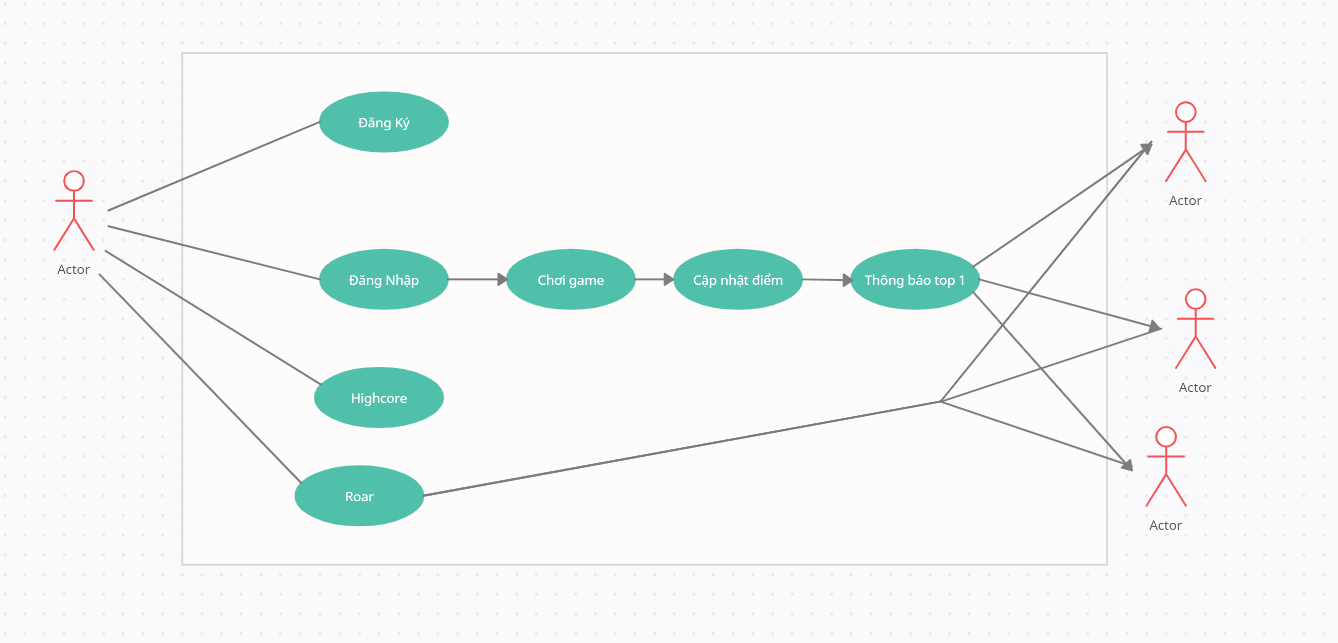 Đăng Ký
Actor
Actor
Đăng Nhập
Chơi game
Cập nhật điểm
Thông báo top 1
Actor
Highcore
Roar
Actor